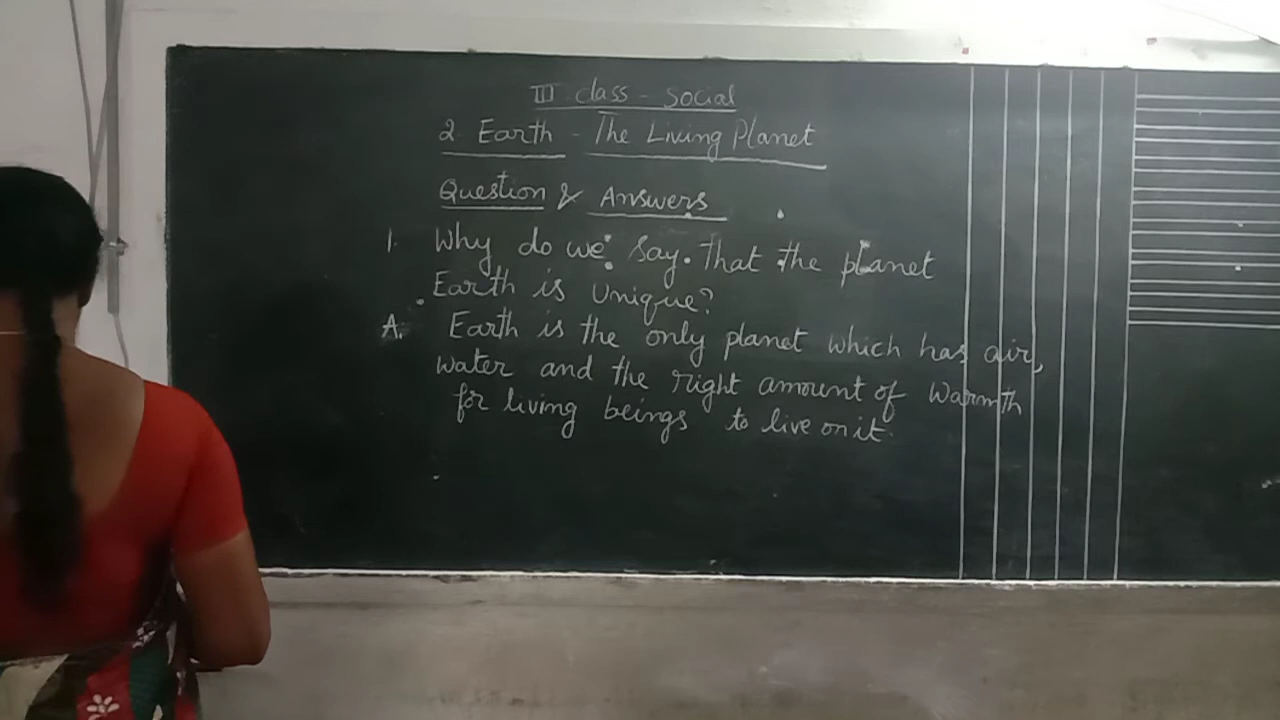 III class - Social
2. Earth - The Living Planet
Question & Answers
1. Why do we say that the planet
Earth is Unique?
A. Earth is the only planet which has air,
water and the right amount of warmth
for living beings to live on it.